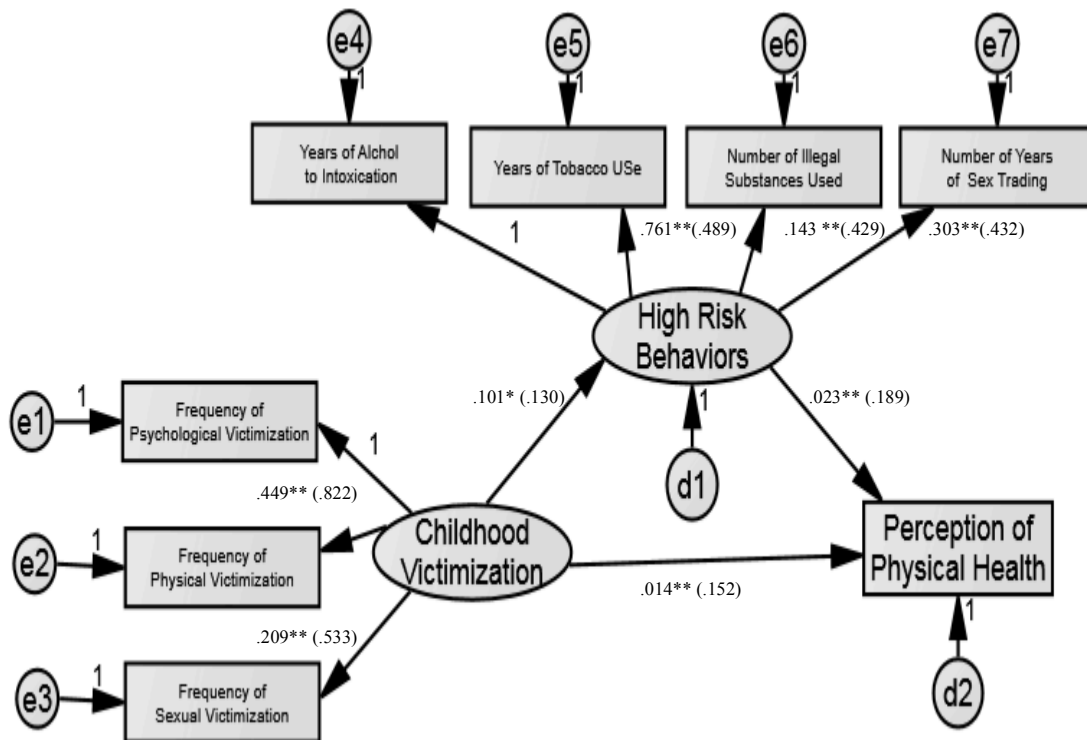 e4
e5
e6
e7
1
1
1
1
Years of Alchol
to Intoxication
Years of Tobacco USe
Number of Illegal
Substances Used
Number of Years
of Sex Trading
1
.761**(.489)
.143 **(.429)
.303**(.432)
High Risk
Behaviors
.101* (.130)
.023** (.189)
1
d1
e1
1
Frequency of
Psychological Victimization
1
.449** (.822)
e2
1
Frequency of
Physical Victimization
Childhood
Victimization
.014** (.152)
Perception of
Physical Health
1
d2
.209** (.533)
e3
1
Frequency of
Sexual Victimization